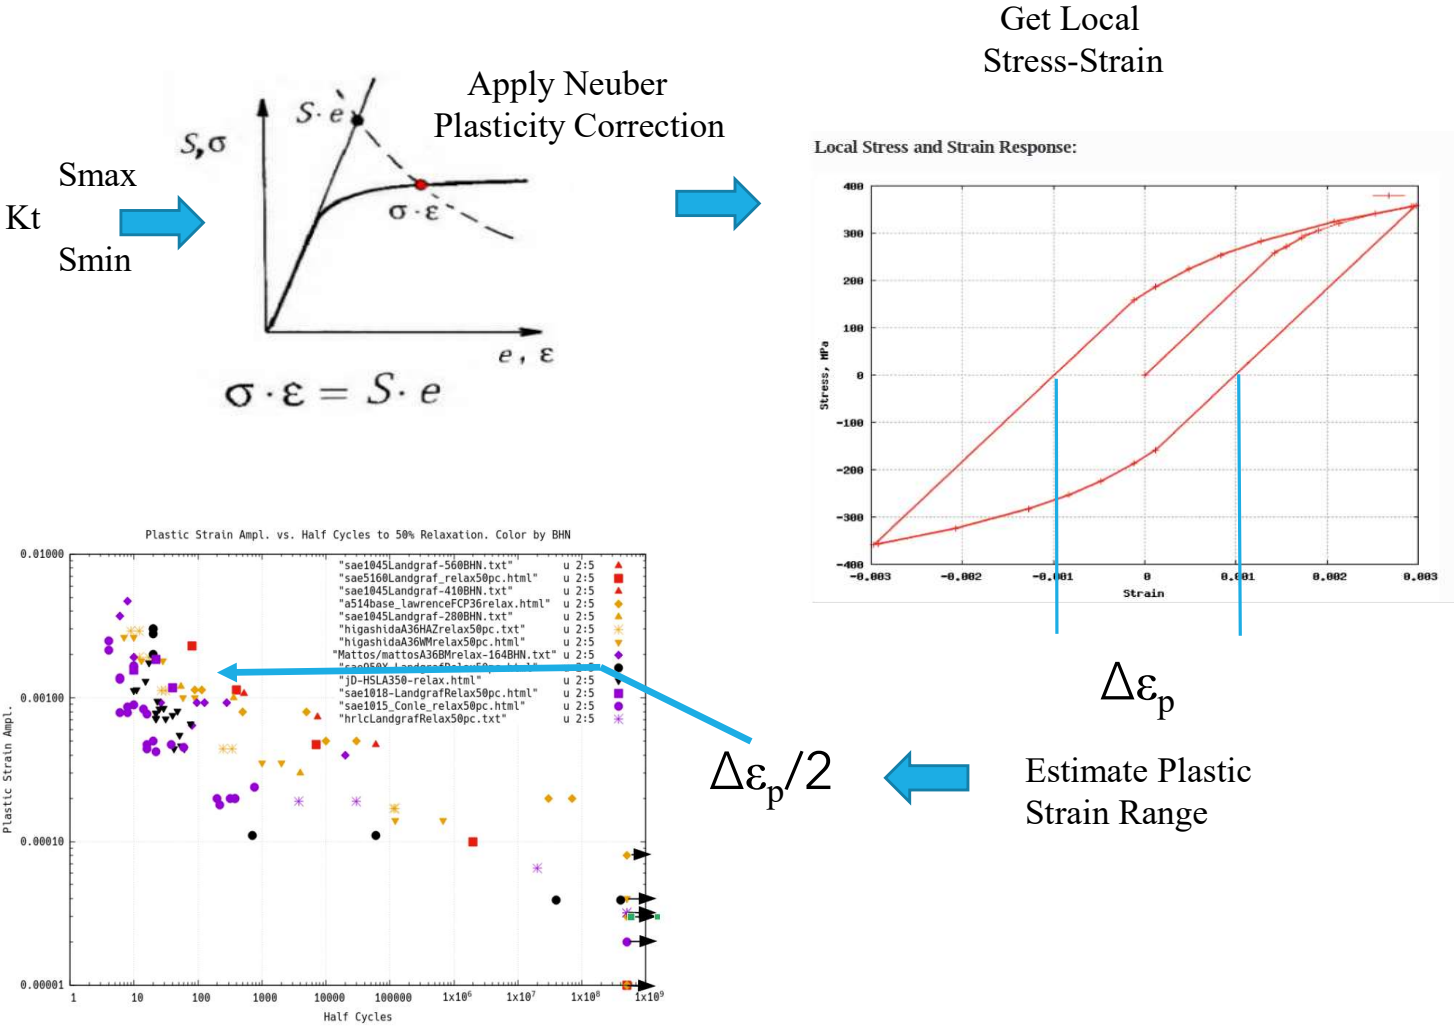 Get Local
Stress-Strain
Apply Neuber
Plasticity Correction
Smax
Kt
Smin
S,σ
S·e
σ·ε
e, ε
σ·ε = S·e
Local Stress and Strain Response:
400
300
200
100
0
-100
-200
-300
-400
Stress, MPa
-0.003
-0.002
-0.001
0
0.001
0.002
0.003
Strain
Δεp
Estimate Plastic
Strain Range
Δεp/2
Plastic Strain Ampl. vs. Half Cycles to 50% Relaxation. Color by BHN
0.01000
0.00100
0.00010
0.00001
Plastic Strain Ampl.
"sae1045Landgraf-560BHN.txt" u 2:5
"sae5160Landgraf_relax50pc.html" u 2:5
"sae1045Landgraf-410BHN.txt" u 2:5
"a514base_lawrenceFCP36relax.html" u 2:5
"sae1045Landgraf-280BHN.txt" u 2:5
"higashidaA36HAZrelax50pc.txt" u 2:5
"higashidaA36WMrelax50pc.html" u 2:5
"Mattos/mattosA36BMrelax-164BHN.txt" u 2:5
"sae950X-LandgrafRelax50pc.html" u 2:5
"jD-HSLA350-relax.html" u 2:5
"sae1018-LandgrafRelax50pc.html" u 2:5
"sae1015_Conle_relax50pc.html" u 2:5
"hrlcLandgrafRelax50pc.txt" u 2:5
1
10
100
1000
10000
100000
1x10⁶
1x10⁷
1x10⁸
1x10⁹
Half Cycles